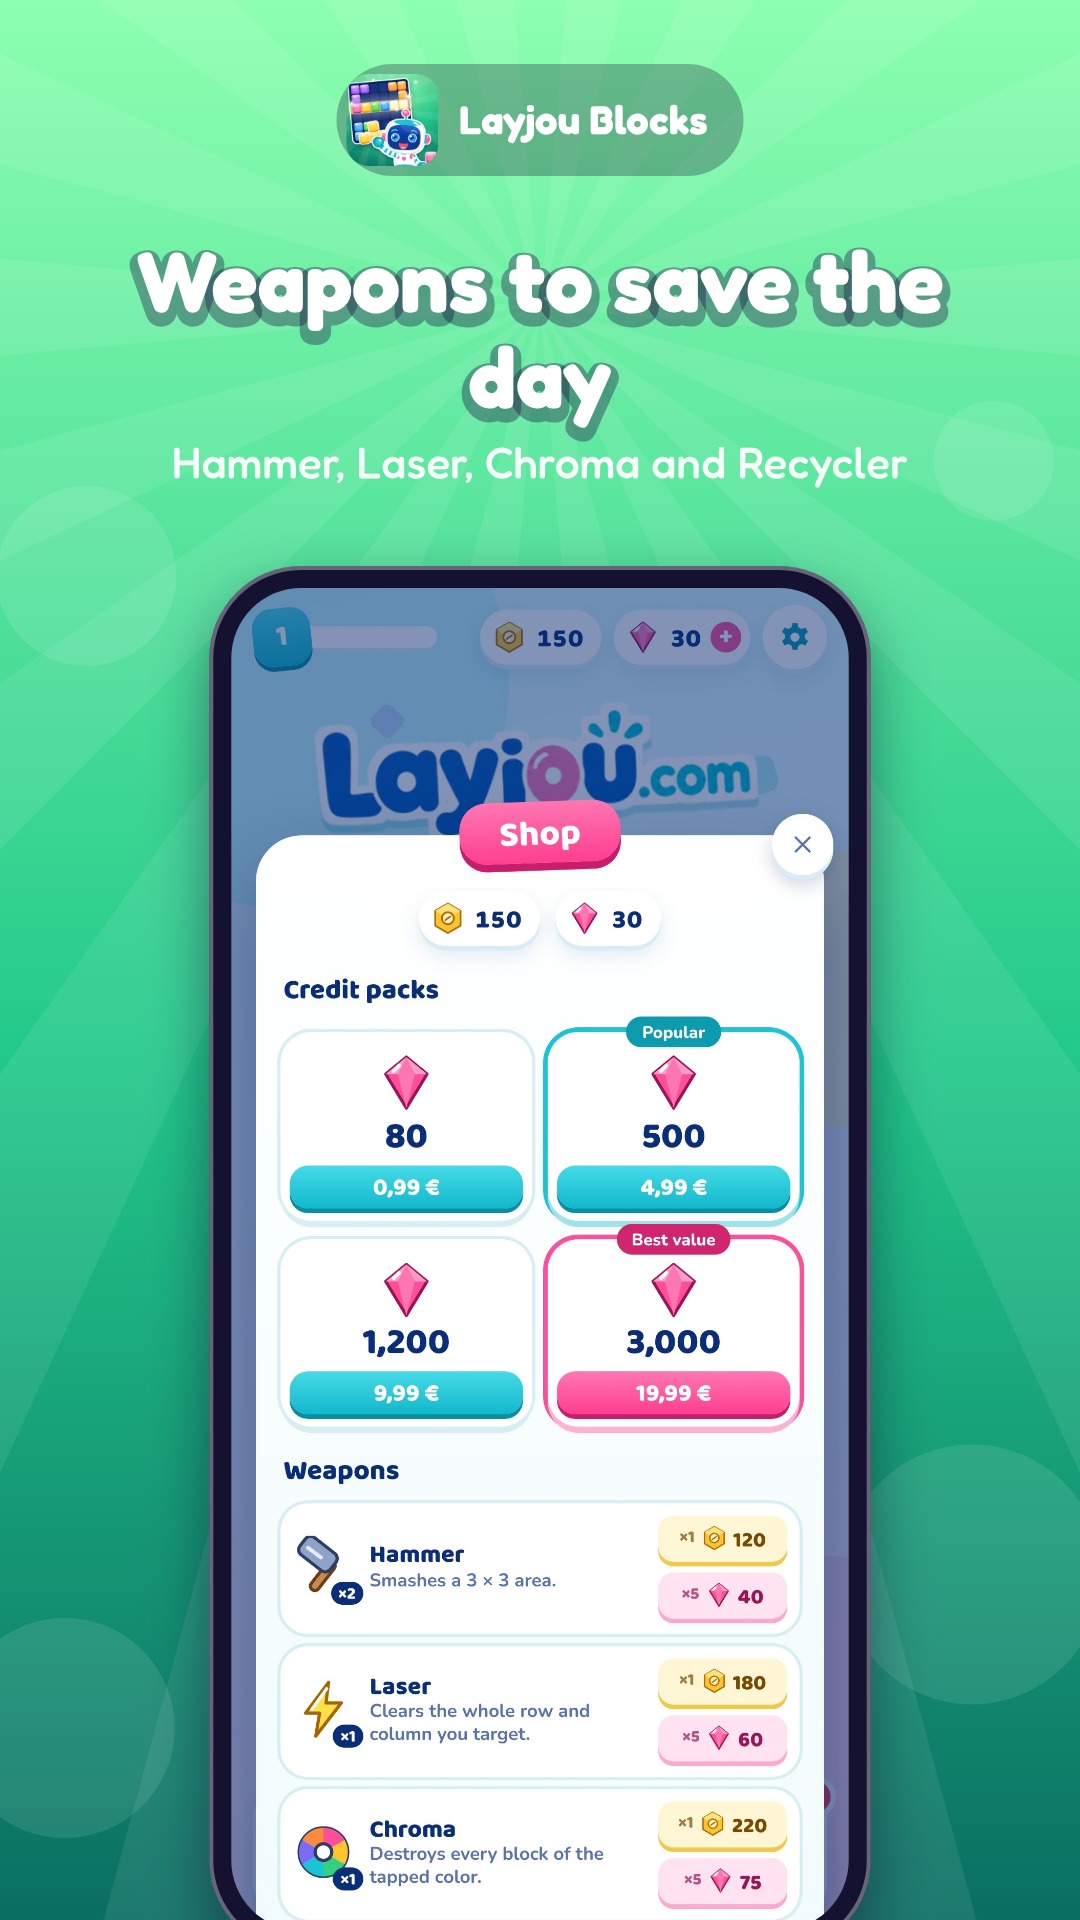 Layjou Blocks
Weapons to save the
day
Hammer, Laser, Chroma and Recycler
1
150
30
+
Layjou.com
Shop
150
30
Credit packs
80
0,99 €
Popular
500
4,99 €
1,200
9,99 €
Best value
3,000
19,99 €
Weapons
Hammer
Smashes a 3 × 3 area.
×2
×1 120
×5 40
Laser
Clears the whole row and
column you target.
×1
×1 180
×5 60
Chroma
Destroys every block of the
tapped color.
×1
×1 220
×5 75